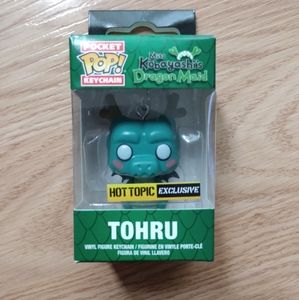 POCKET
POP!
KEYCHAIN
Miss
Kobayashi's
Dragon Maid
HOT TOPIC EXCLUSIVE
TOHRU
VINYL FIGURE KEYCHAIN / FIGURINE EN VINYLE PORTE-CLÉ
FIGURA DE VINIL LLAVERO